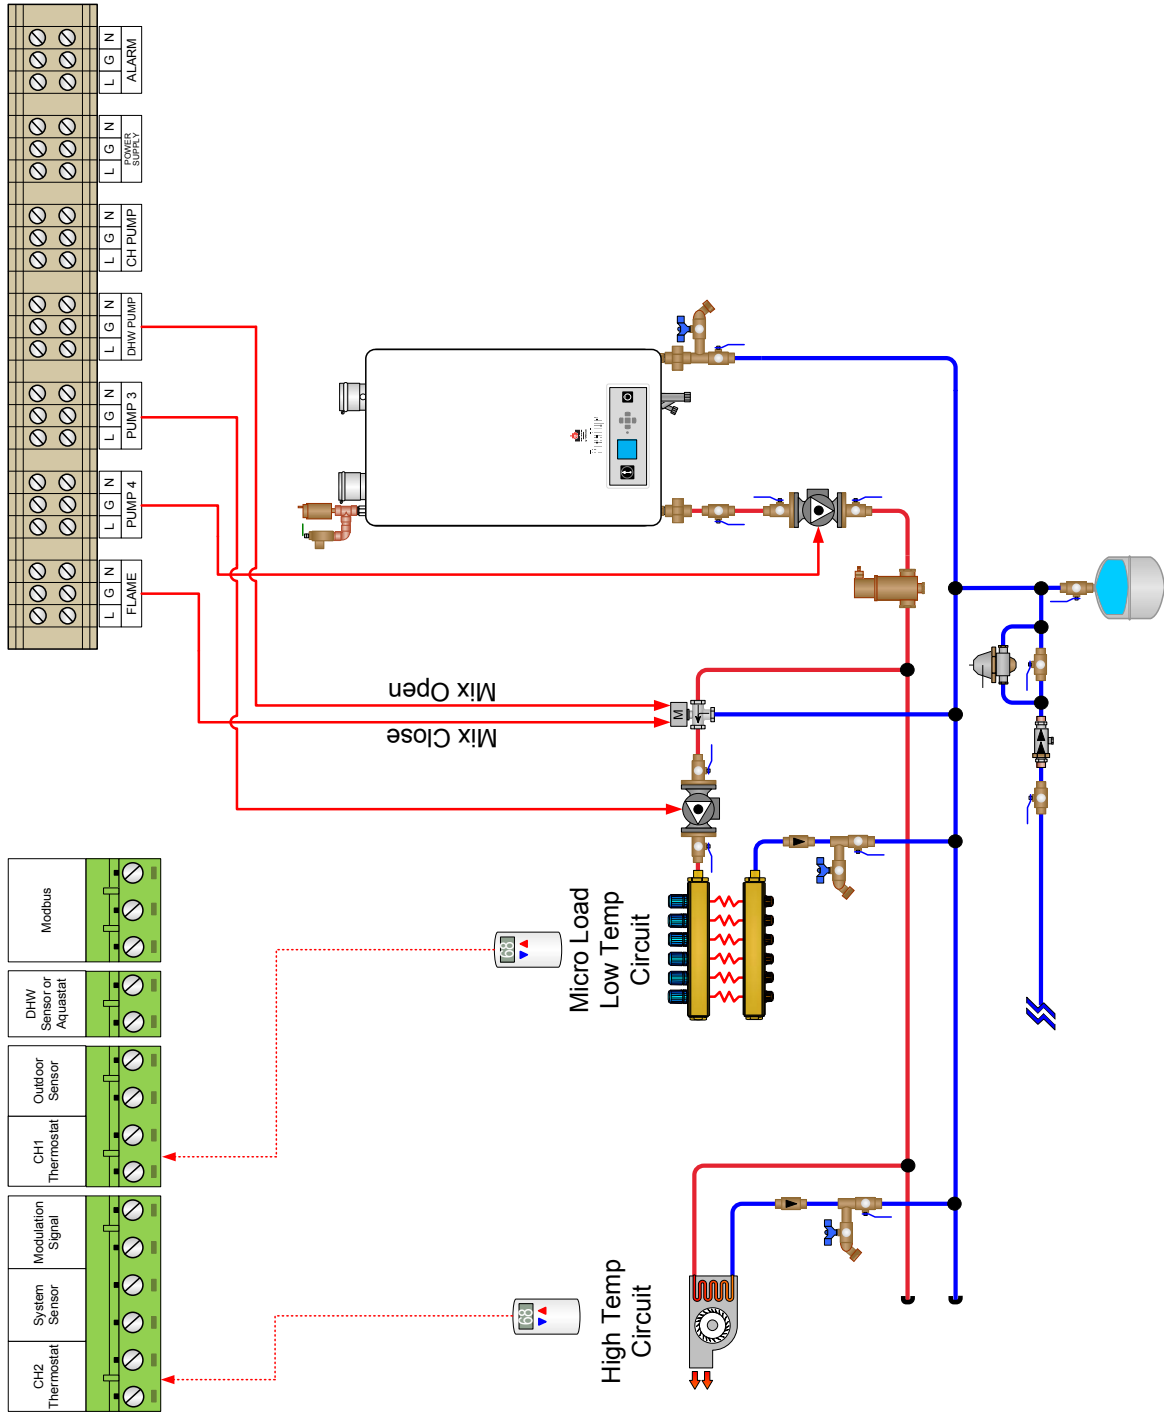 L G N
ALARM
L G N
POWER
SUPPLY
L G N
CH PUMP
L G N
DHW PUMP
L G N
PUMP 3
L G N
PUMP 4
L G N
FLAME
Mix Open
Mix Close
M
Modbus
DHW
Sensor or
Aquastat
Outdoor
Sensor
CH1
Thermostat
Modulation
Signal
System
Sensor
CH2
Thermostat
68
Micro Load
Low Temp
Circuit
68
High Temp
Circuit